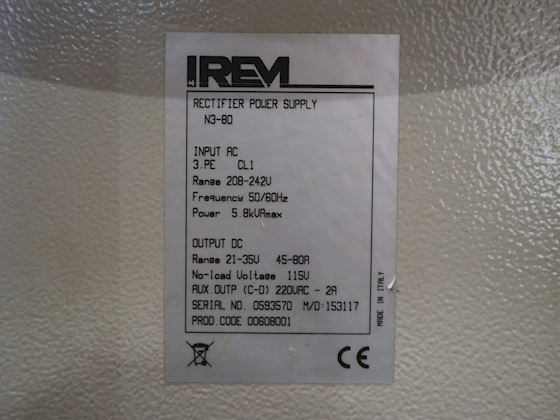 IREM
RECTIFIER POWER SUPPLY
N3-80
INPUT AC
3.PE CL1
Range 208-242V
Frequency 50/60Hz
Power 5.8kVAmax
OUTPUT DC
Range 21-35V 45-80A
No-load Voltage 115V
AUX.OUTP (C-D) 220VAC - 2A
SERIAL NO. 0593570 M/D:153117
PROD.CODE 00608001
MADE IN ITALY
CE